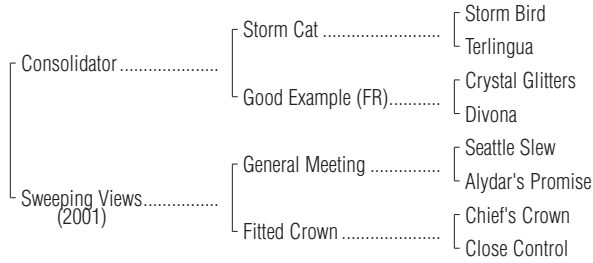 Storm Bird
Storm Cat ........................
Terlingua
Consolidator ....................
Crystal Glitters
Good Example (FR)...........
Divona
Seattle Slew
General Meeting ...............
Alydar's Promise
Sweeping Views...............
(2001)
Chief's Crown
Fitted Crown ....................
Close Control